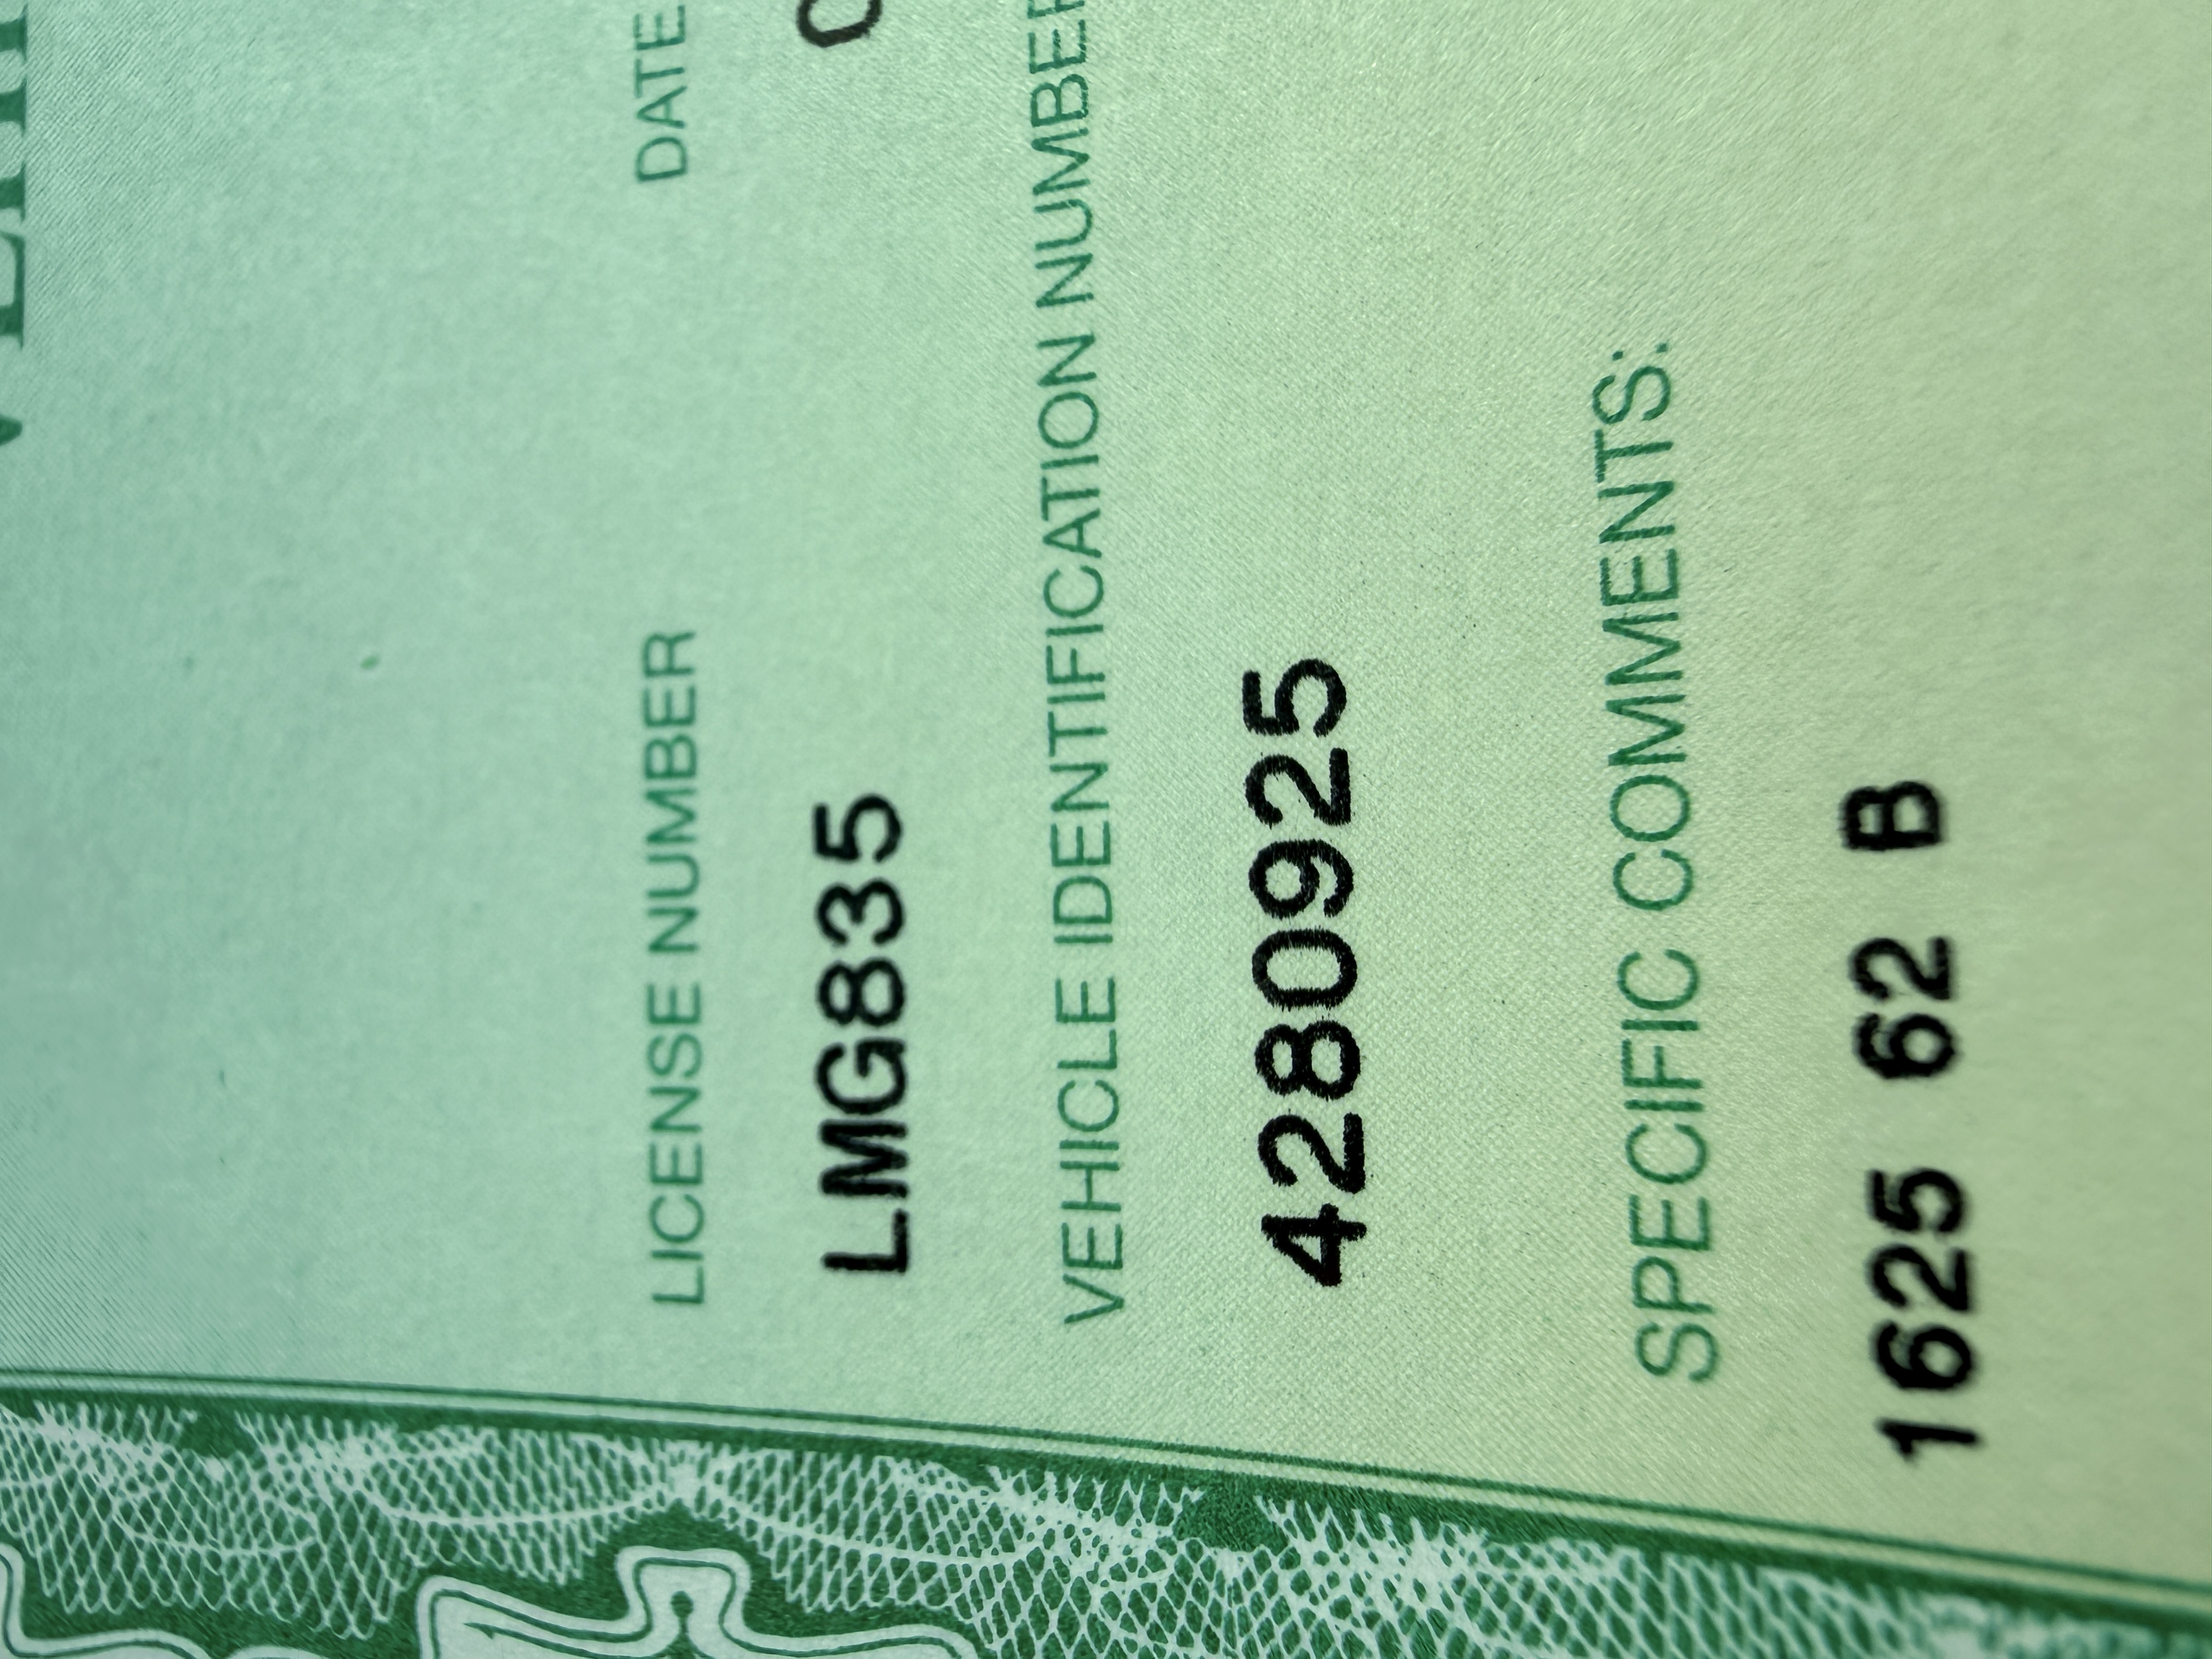 LICENSE NUMBER DATE
LMG835
VEHICLE IDENTIFICATION NUMBER
4280925
SPECIFIC COMMENTS:
1625 62 B